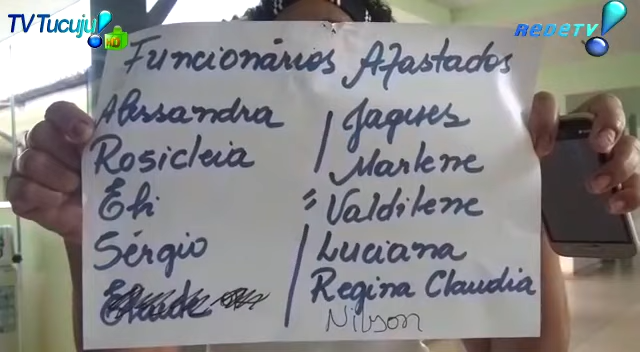 TV Tucuju
REDETV
Funcionários Afastados
Alessandra
Rosicleia
Eli
Sérgio
Jaques
Marlene
Valdilene
Luciana
Regina Claudia
Nilson